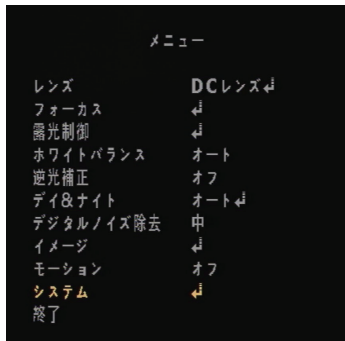 メニュー
レンズ DCレンズ↲
フォーカス ↲
露光制御 ↲
ホワイトバランス オート
逆光補正 オフ
デイ&ナイト オート↲
デジタルノイズ除去 中
イメージ ↲
モーション オフ
システム ↲
終了